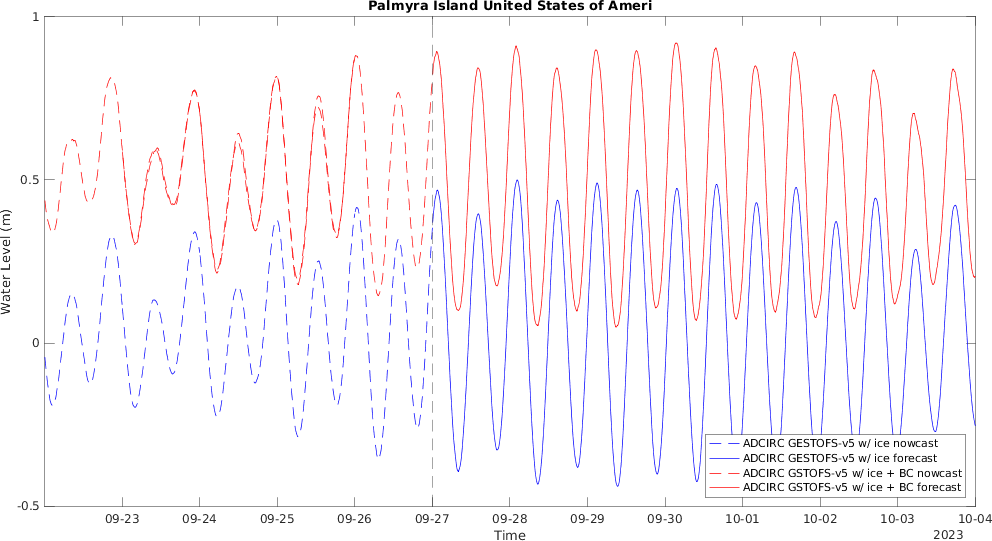 Palmyra Island United States of Ameri
1
0.5
0
-0.5
Water Level (m)
ADCIRC GESTOFS-v5 w/ ice nowcast
ADCIRC GESTOFS-v5 w/ ice forecast
ADCIRC GSTOFS-v5 w/ ice + BC nowcast
ADCIRC GSTOFS-v5 w/ ice + BC forecast
09-23 09-24 09-25 09-26 09-27 09-28 09-29 09-30 10-01 10-02 10-03 10-04
Time
2023